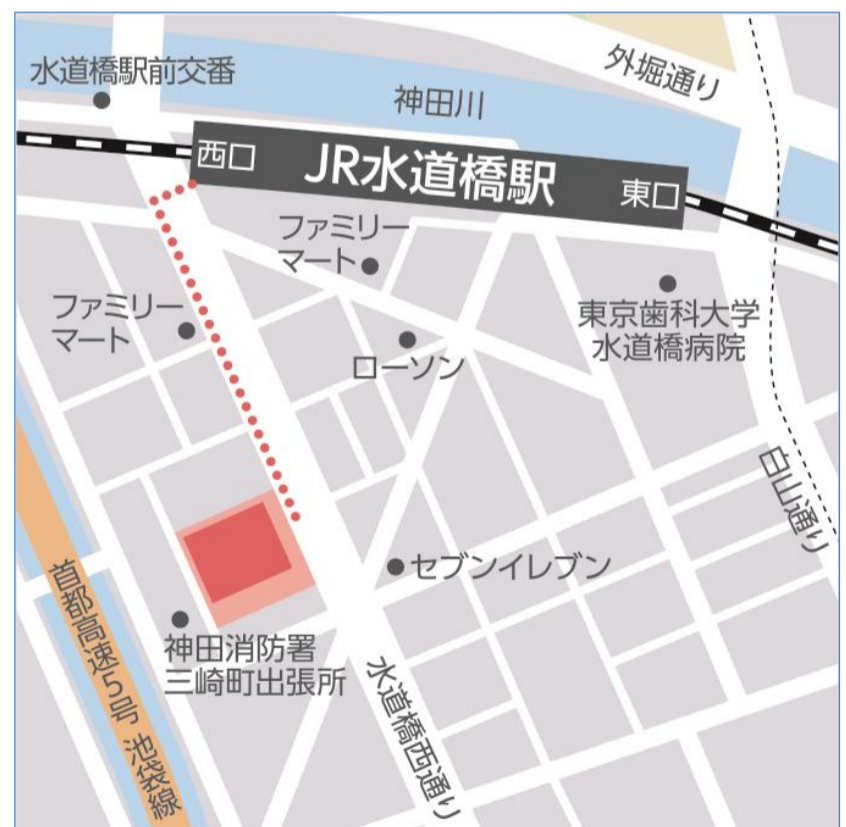 外堀通り
水道橋駅前交番
神田川
西口
JR水道橋駅
東口
ファミリー
マート
ファミリー
マート
東京歯科大学
水道橋病院
ローソン
白山通り
セブンイレブン
首都高速5号 池袋線
神田消防署
三崎町出張所
水道橋西通り